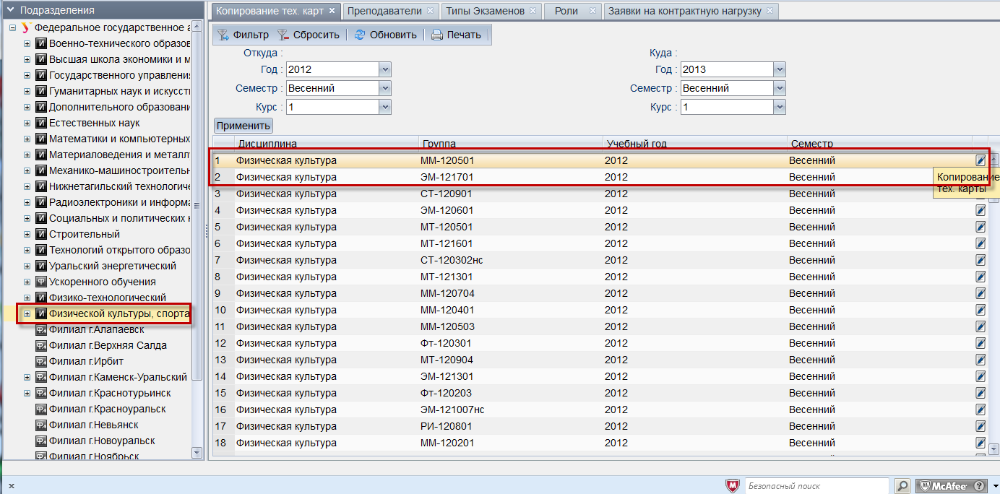 Подразделения
Федеральное государственное а
Военно-технического образов
Высшая школа экономики и м
Государственного управлени
Гуманитарных наук и искусст
Дополнительного образовани
Естественных наук
Математики и компьютерных
Материаловедения и металл
Механико-машиностроительн
Нижнетагильский технологиче
Радиоэлектроники и информа
Социальных и политических н
Строительный
Технологий открытого образо
Уральский энергетический
Ускоренного обучения
Физико-технологический
Физической культуры, спорта
Филиал г.Алапаевск
Филиал г.Верхняя Салда
Филиал г.Ирбит
Филиал г.Каменск-Уральский
Филиал г.Краснотурьинск
Филиал г.Красноуральск
Филиал г.Невьянск
Филиал г.Новоуральск
Филиал г.Ноябрьск
Копирование тех. карт Преподаватели Типы Экзаменов Роли Заявки на контрактную нагрузку
Фильтр Сбросить Обновить Печать
Откуда : Куда :
Год : 2012 Год : 2013
Семестр : Весенний Семестр : Весенний
Курс : 1 Курс : 1
Применить
Дисциплина Группа Учебный год Семестр
1 Физическая культура ММ-120501 2012 Весенний
2 Физическая культура ЭМ-121701 2012 Весенний
Копирование
тех. карты
3 Физическая культура СТ-120901 2012 Весенний
4 Физическая культура ЭМ-120601 2012 Весенний
5 Физическая культура МТ-120501 2012 Весенний
6 Физическая культура МТ-121601 2012 Весенний
7 Физическая культура СТ-120302нс 2012 Весенний
8 Физическая культура МТ-121301 2012 Весенний
9 Физическая культура ММ-120704 2012 Весенний
10 Физическая культура ММ-120401 2012 Весенний
11 Физическая культура ММ-120503 2012 Весенний
12 Физическая культура Фт-120301 2012 Весенний
13 Физическая культура МТ-120904 2012 Весенний
14 Физическая культура ЭМ-121301 2012 Весенний
15 Физическая культура Фт-120203 2012 Весенний
16 Физическая культура ЭМ-121007нс 2012 Весенний
17 Физическая культура РИ-120801 2012 Весенний
18 Физическая культура ММ-120201 2012 Весенний
Безопасный поиск McAfee